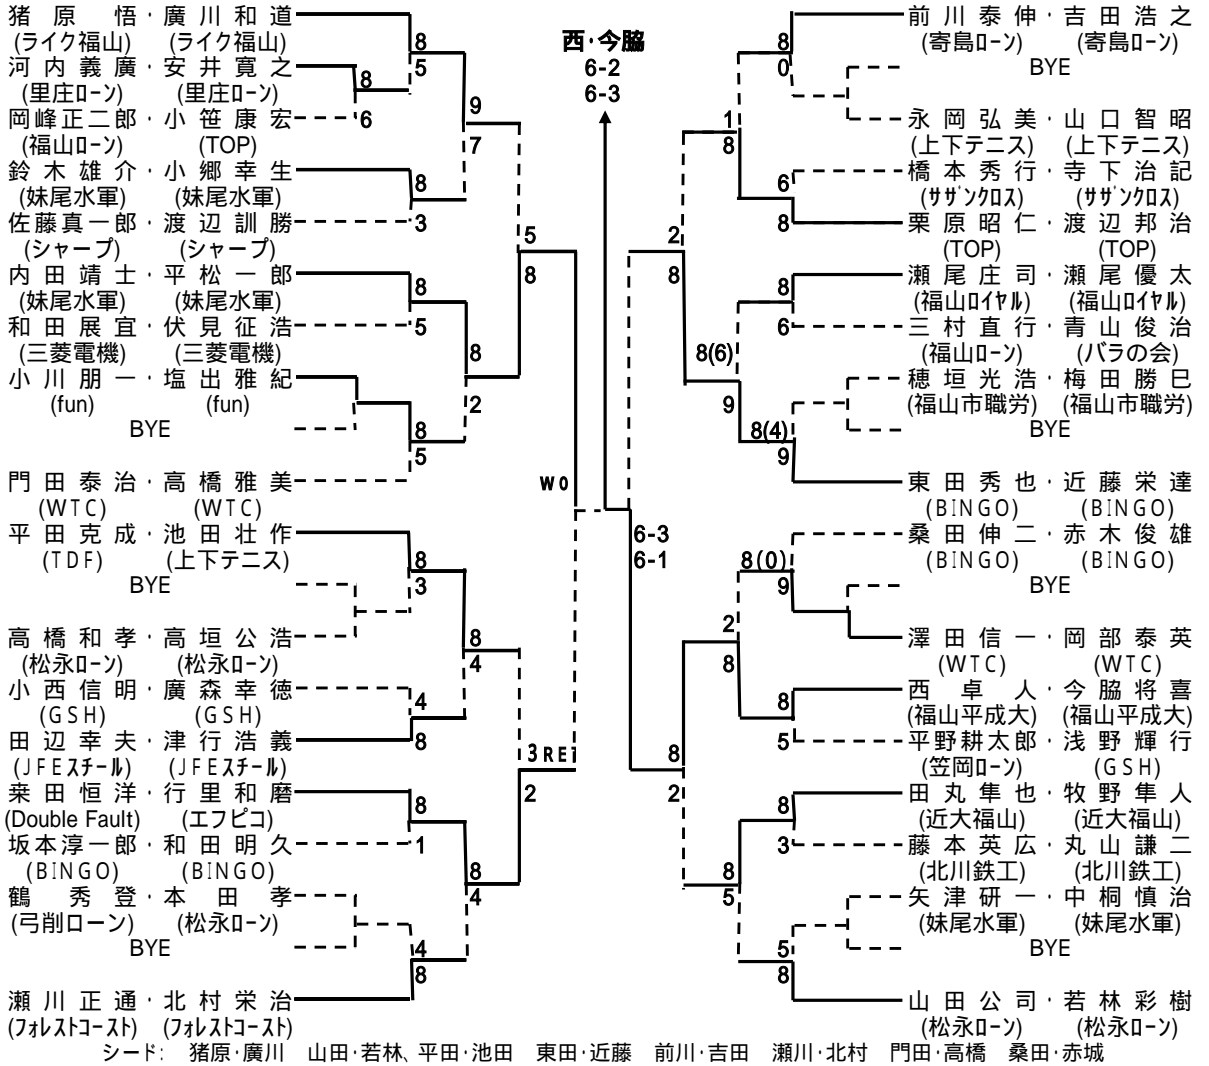 猪原 悟・廣川和道
(ライク福山) (ライク福山)
河内義廣・安井寛之
(里庄ローン) (里庄ローン)
岡峰正二郎・小笹康宏
(福山ローン) (TOP)
鈴木雄介・小郷幸生
(妹尾水軍) (妹尾水軍)
佐藤真一郎・渡辺訓勝
(シャープ) (シャープ)
内田靖士・平松一郎
(妹尾水軍) (妹尾水軍)
和田展宜・伏見征浩
(三菱電機) (三菱電機)
小川朋一・塩出雅紀
(fun) (fun)
BYE
門田泰治・高橋雅美
(WTC) (WTC)
平田克成・池田壮作
(TDF) (上下テニス)
BYE
高橋和孝・高垣公浩
(松永ローン) (松永ローン)
小西信明・廣森幸徳
(GSH) (GSH)
田辺幸夫・津行浩義
(JFEスチール) (JFEスチール)
桒田恒洋・行里和磨
(Double Fault) (エフピコ)
坂本淳一郎・和田明久
(BINGO) (BINGO)
鶴 秀登・本田 孝
(弓削ローン) (松永ローン)
BYE
瀬川正通・北村栄治
(フォレストコースト) (フォレストコースト)
8
5
8
6
9
7
8
3
5
8
8
5
8
2
8
5
W0
8
3
8
4
4
8
3RET
2
8
1
8
4
4
8
西・今脇
6-2
6-3
6-3
6-1
8
0
1
8
6
8
2
8
8
6
8(6)
9
8(4)
9
8(0)
9
2
8
8
5
8
2
8
3
8
5
5
8
前川泰伸・吉田浩之
(寄島ローン) (寄島ローン)
BYE
永岡弘美・山口智昭
(上下テニス) (上下テニス)
橋本秀行・寺下治記
(サザンクロス) (サザンクロス)
栗原昭仁・渡辺邦治
(TOP) (TOP)
瀬尾庄司・瀬尾優太
(福山ロイヤル) (福山ロイヤル)
三村直行・青山俊治
(福山ローン) (バラの会)
穂垣光浩・梅田勝巳
(福山市職労) (福山市職労)
BYE
東田秀也・近藤栄達
(BINGO) (BINGO)
桑田伸二・赤木俊雄
(BINGO) (BINGO)
BYE
澤田信一・岡部泰英
(WTC) (WTC)
西 卓人・今脇将喜
(福山平成大) (福山平成大)
平野耕太郎・浅野輝行
(笠岡ローン) (GSH)
田丸隼也・牧野隼人
(近大福山) (近大福山)
藤本英広・丸山謙二
(北川鉄工) (北川鉄工)
矢津研一・中桐慎治
(妹尾水軍) (妹尾水軍)
BYE
山田公司・若林彩樹
(松永ローン) (松永ローン)
シード: 猪原・廣川 山田・若林、平田・池田 東田・近藤 前川・吉田 瀬川・北村 門田・高橋 桑田・赤城